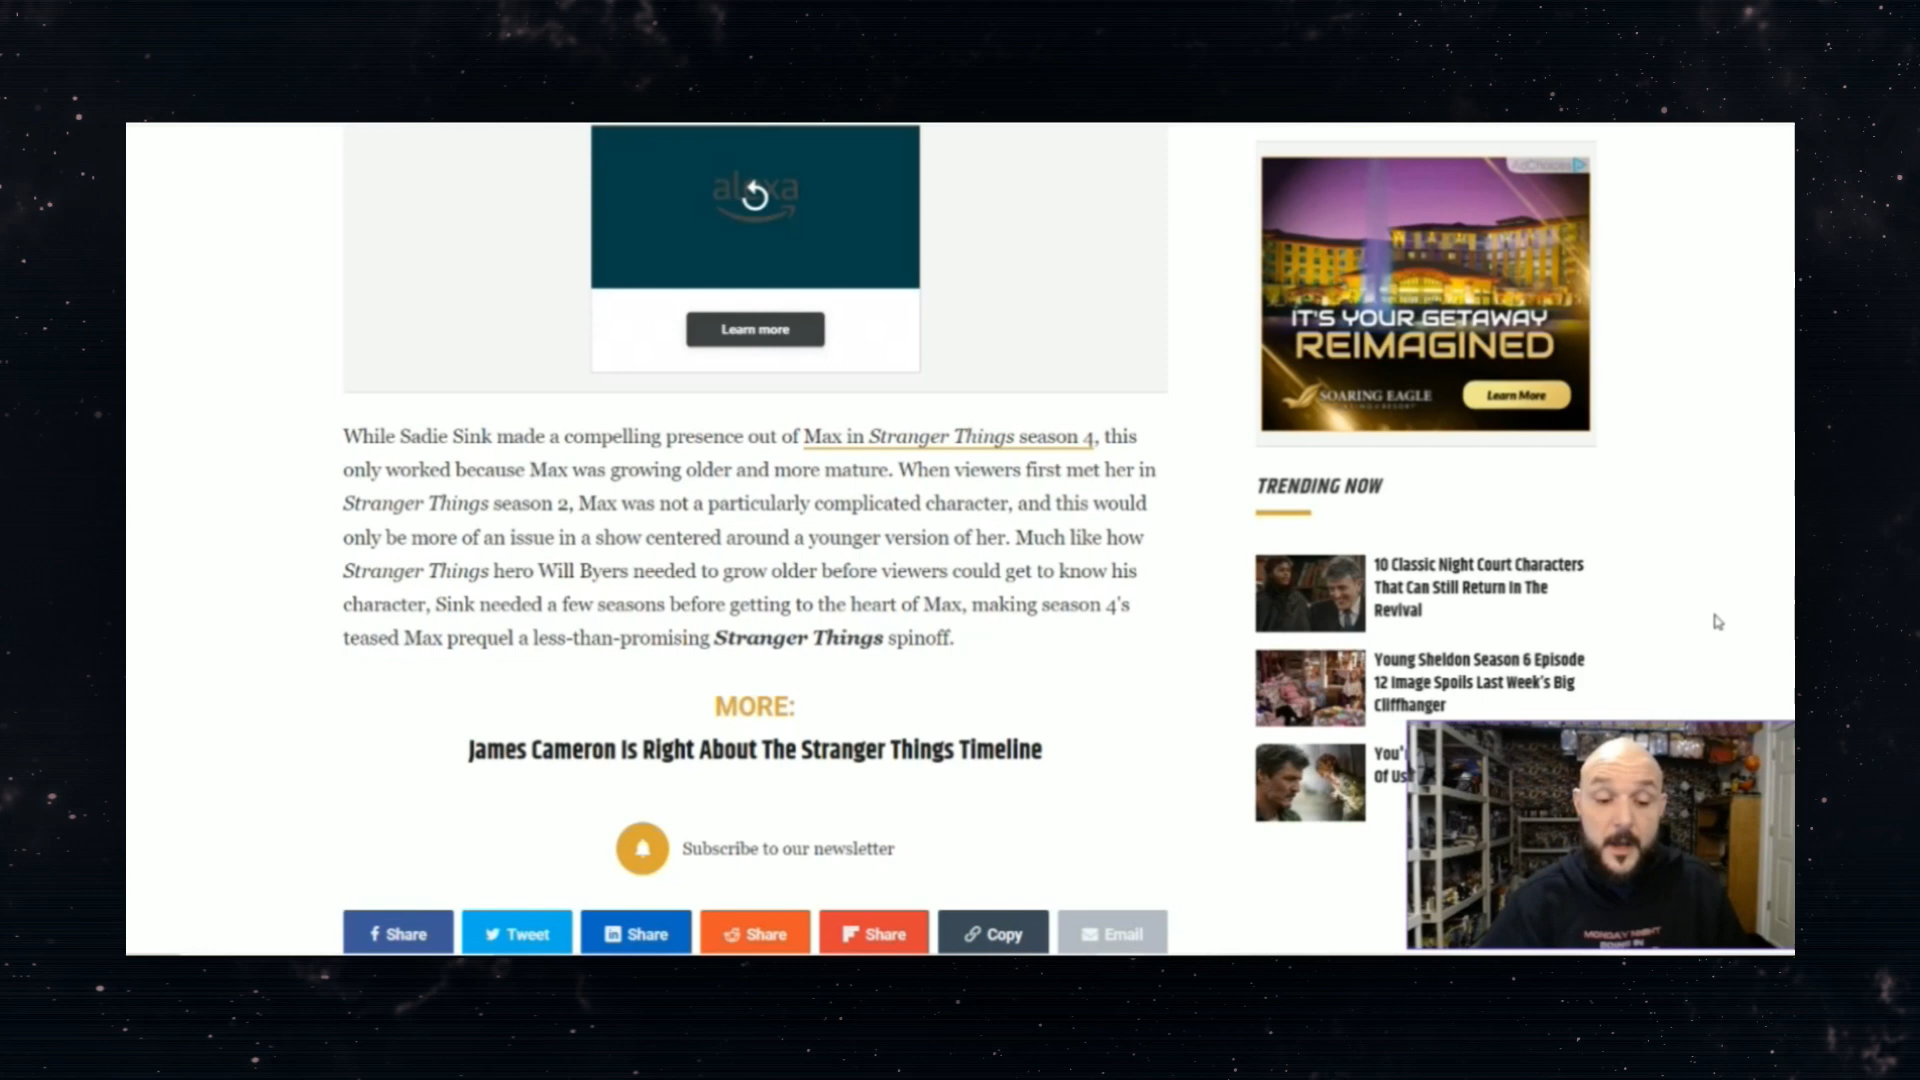 alexa
Learn more
While Sadie Sink made a compelling presence out of Max in Stranger Things season 4, this
only worked because Max was growing older and more mature. When viewers first met her in
Stranger Things season 2, Max was not a particularly complicated character, and this would
only be more of an issue in a show centered around a younger version of her. Much like how
Stranger Things hero Will Byers needed to grow older before viewers could get to know his
character, Sink needed a few seasons before getting to the heart of Max, making season 4's
teased Max prequel a less-than-promising Stranger Things spinoff.
MORE:
James Cameron Is Right About The Stranger Things Timeline
Subscribe to our newsletter
Share
Tweet
Share
Share
Share
Copy
Email
AdChoices
IT'S YOUR GETAWAY
REIMAGINED
SOARING EAGLE
Learn More
TRENDING NOW
10 Classic Night Court Characters
That Can Still Return In The
Revival
Young Sheldon Season 6 Episode
12 Image Spoils Last Week's Big
Cliffhanger
You'
Of Us
MONDAY NIGHT